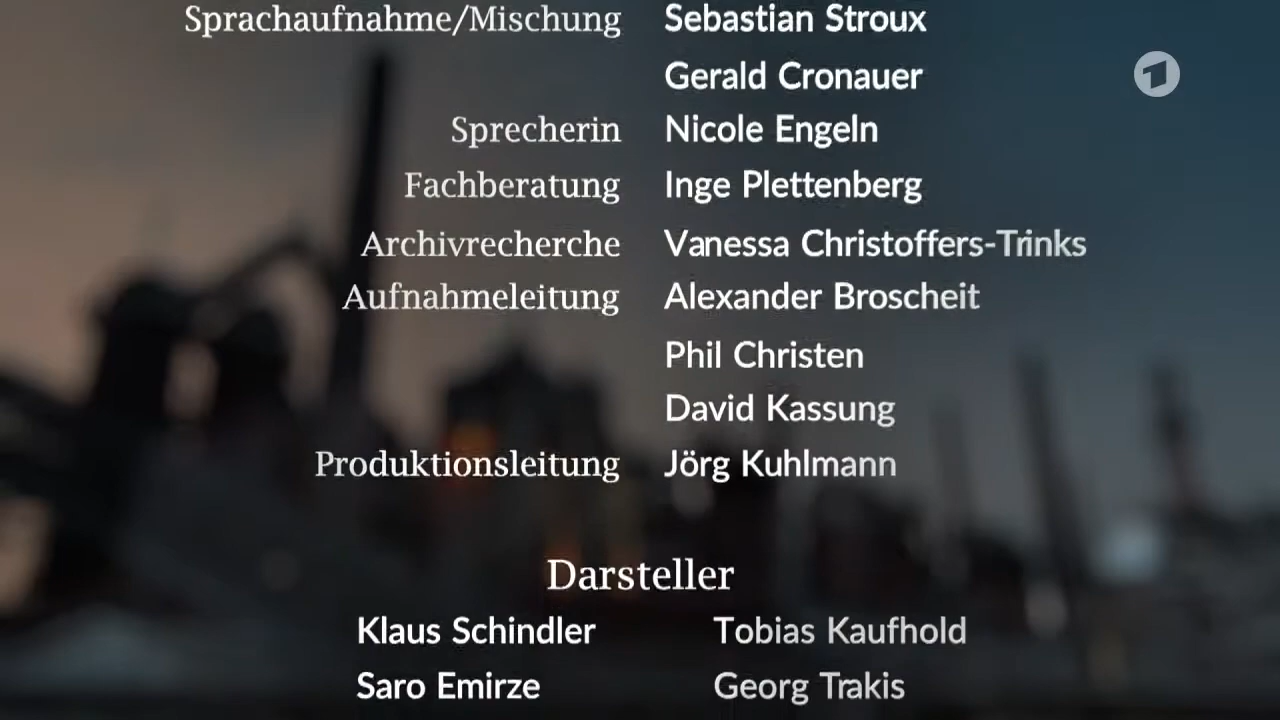 Sprachaufnahme/Mischung Sebastian Stroux
Gerald Cronauer
Sprecherin Nicole Engeln
Fachberatung Inge Plettenberg
Archivrecherche Vanessa Christoffers-Trinks
Aufnahmeleitung Alexander Broscheit
Phil Christen
David Kassung
Produktionsleitung Jörg Kuhlmann
Darsteller
Klaus Schindler Tobias Kaufhold
Saro Emirze Georg Trakis
1